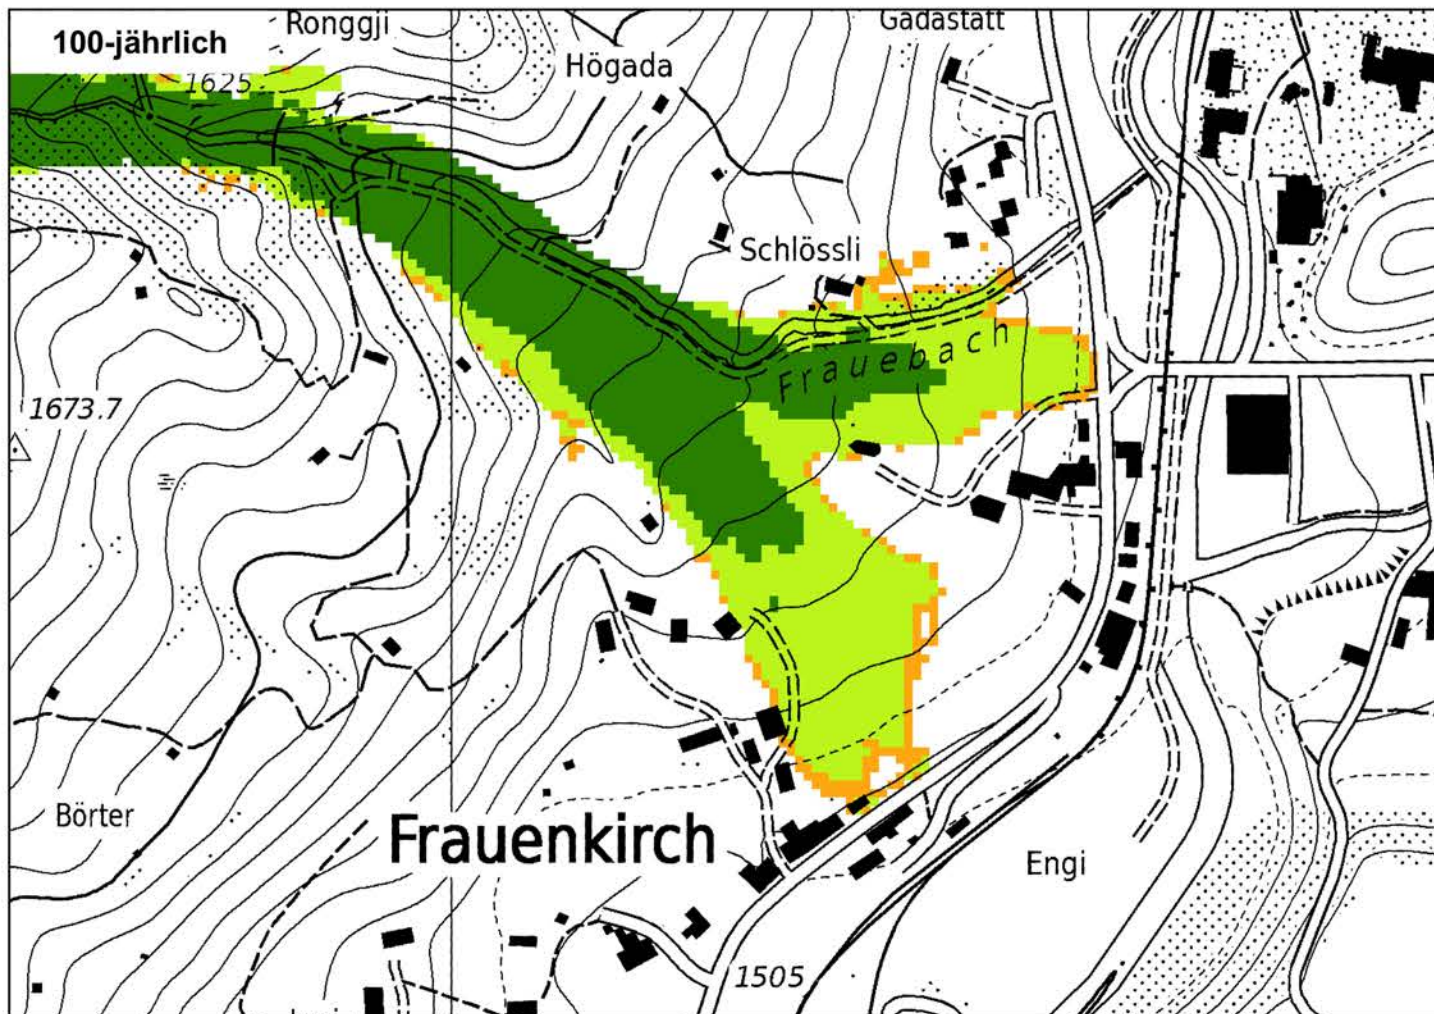 Ronggji
Gadastatt
100-jährlich
Högada
1625
Schlössli
Frauebach
1673.7
Börter
Frauenkirch
Engi
1505